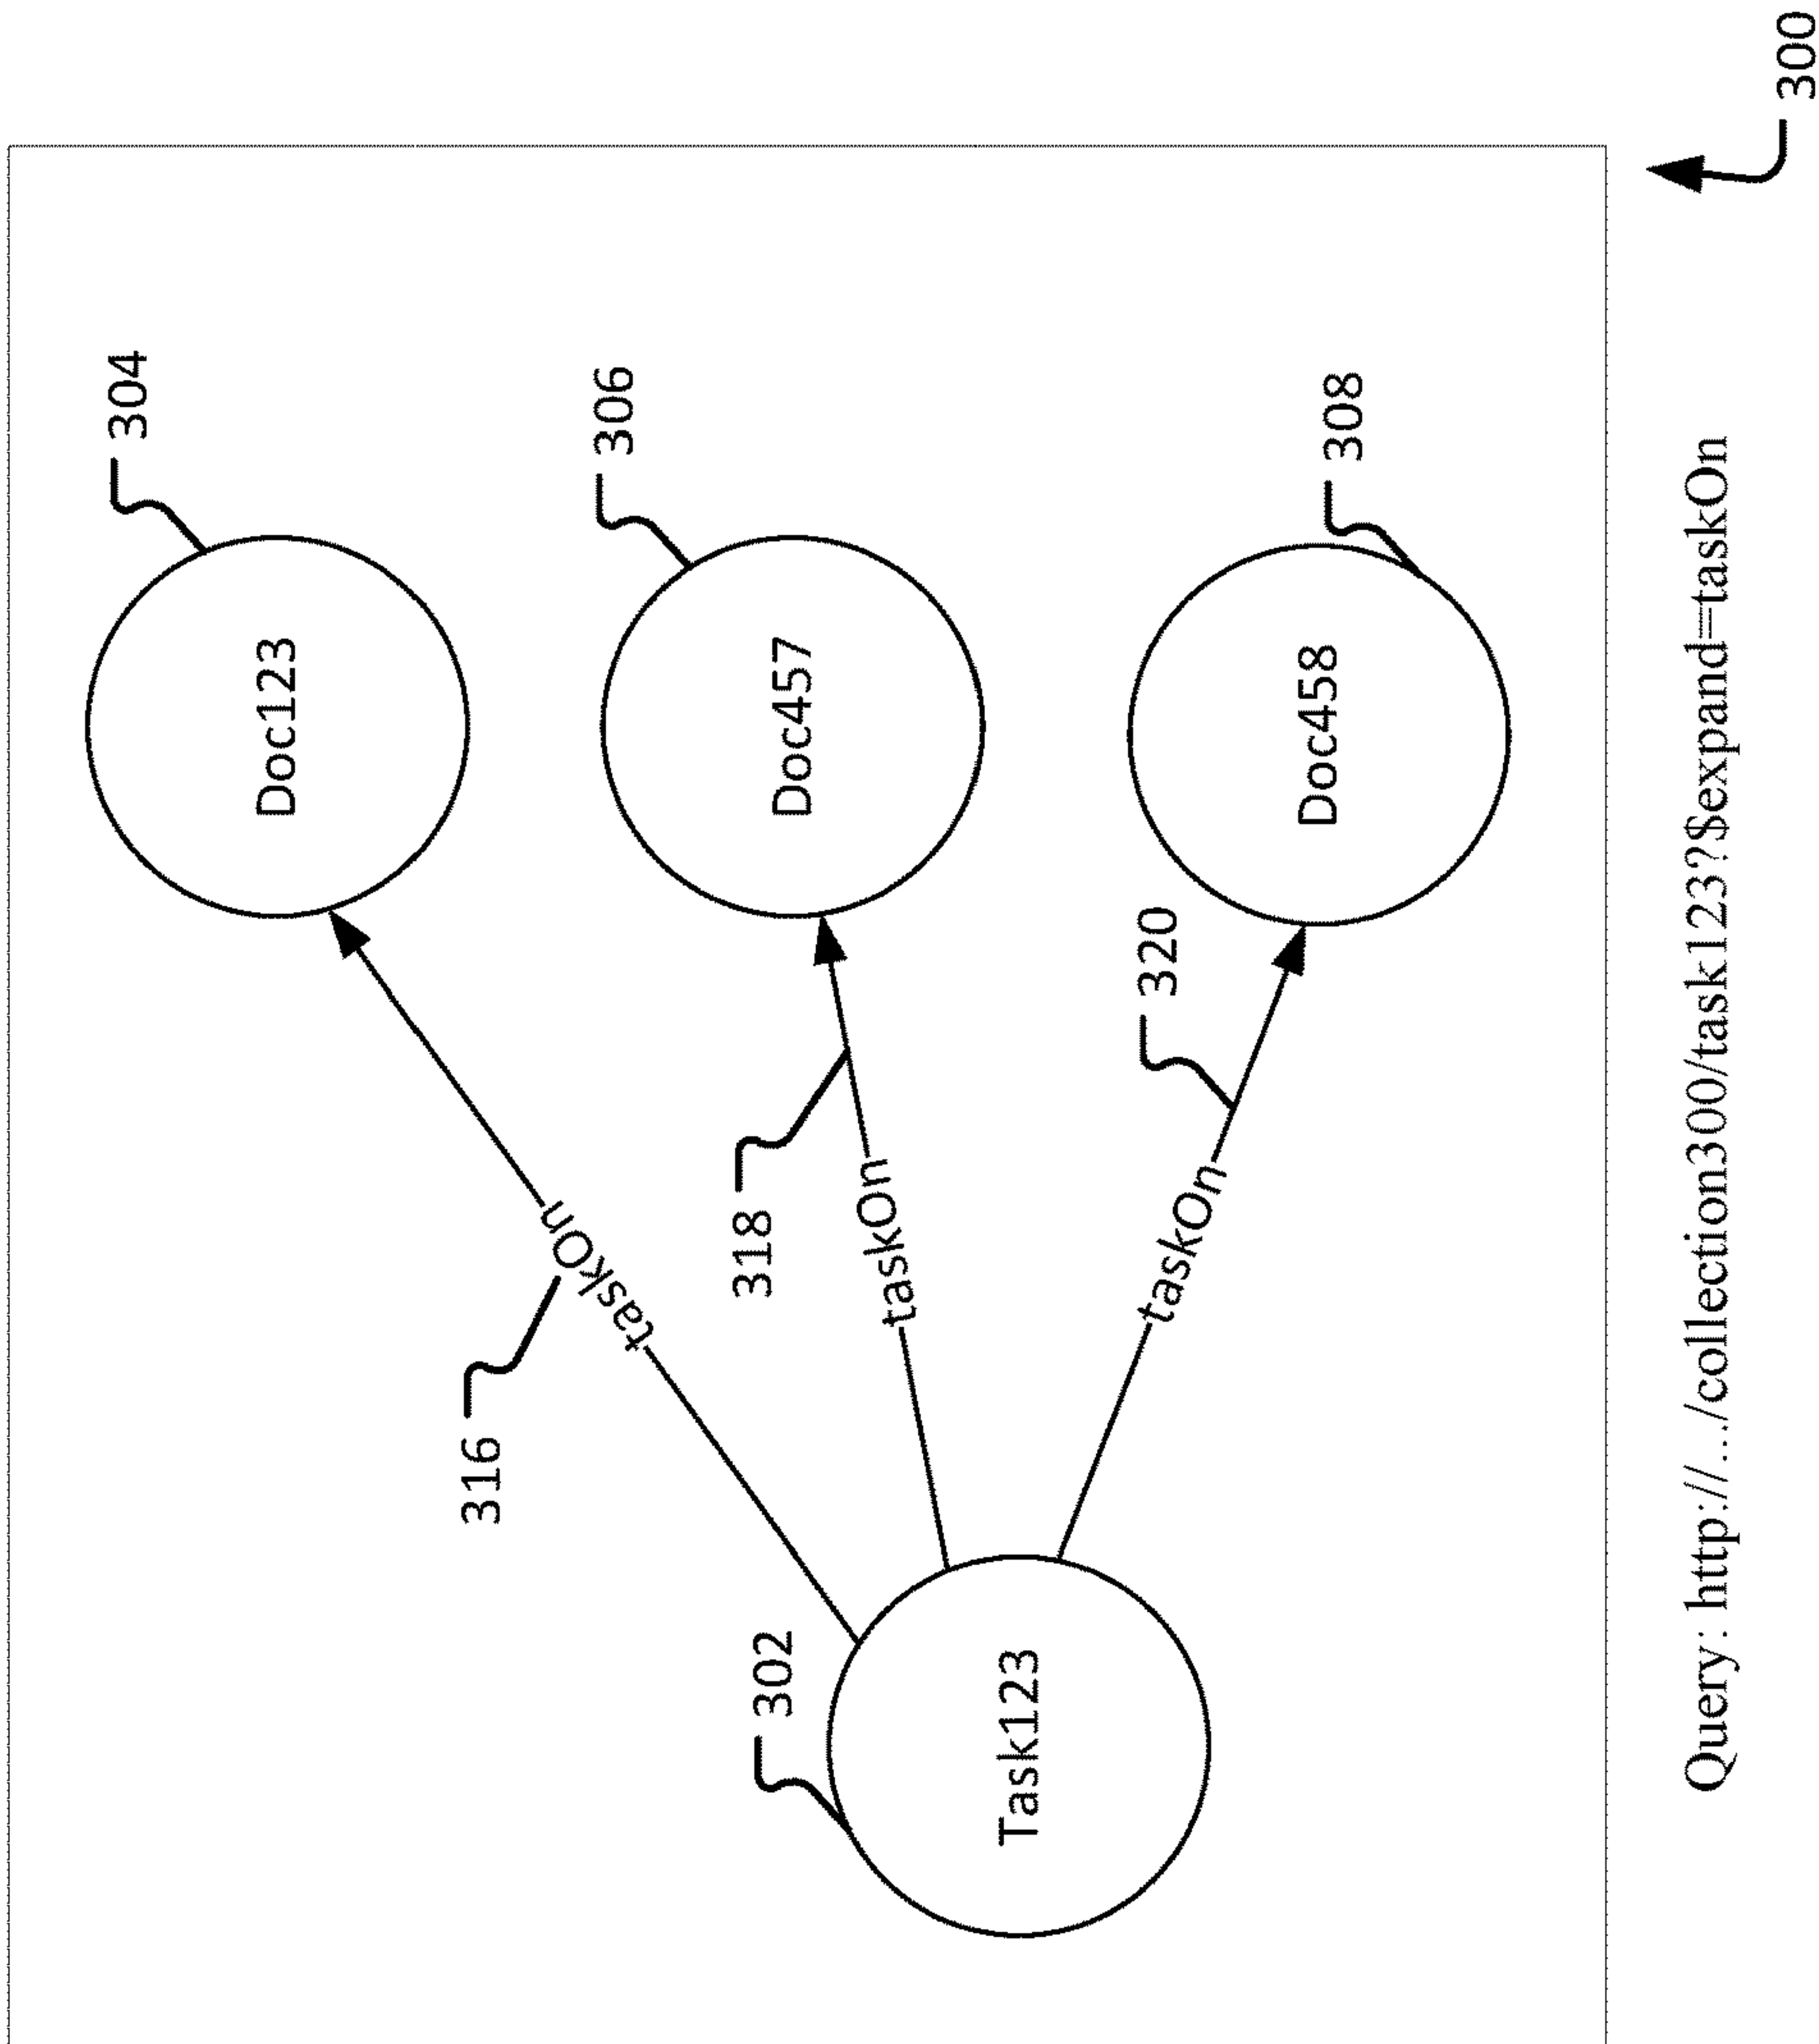 304
Doc123
316
taskOn
306
318
Doc457
taskOn
302
Task123
308
320
Doc458
taskOn
Query: http://.../collection300/task123?$expand=taskOn
300